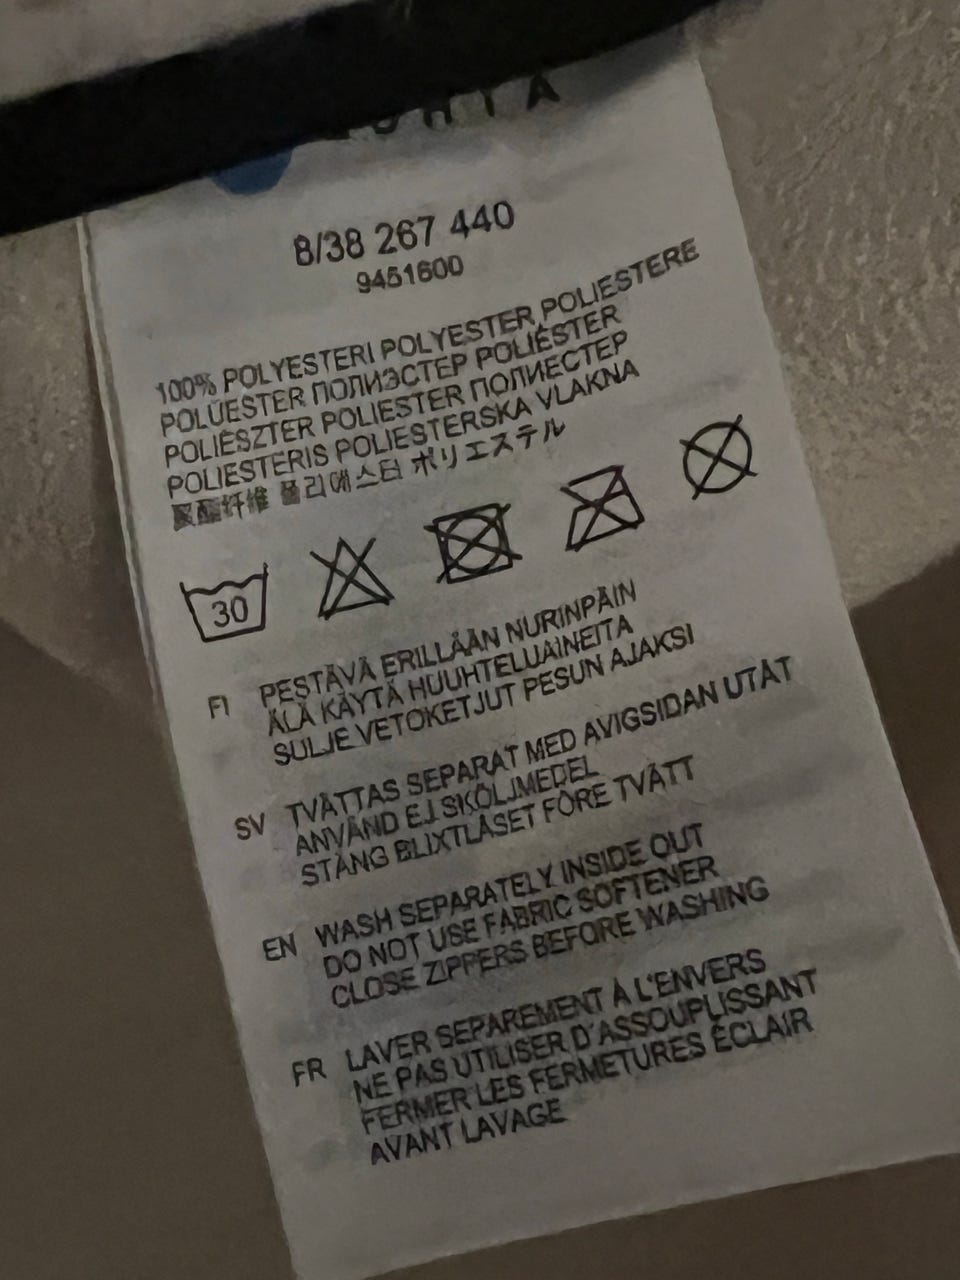 8/38 267 440
9451600
100% POLYESTERI POLYESTER POLIESTERE
POLUESTER ПОЛИЭСТЕР POLIÉSTER
POLIÉSZTER POLIESTER ПОЛИЕСТЕР
POLIESTERIS POLIESTERSKA VLAKNA
聚酯纤维 폴리에스터 ポリエステル
30
FI PESTÄVÄ ERILLÄÄN NURINPÄIN
ÄLÄ KÄYTÄ HUUHTELUAINEITA
SULJE VETOKETJUT PESUN AJAKSI
SV TVÄTTAS SEPARAT MED AVIGSIDAN UTÅT
ANVÄND EJ SKÖLJMEDEL
STÄNG BLIXTLÅSET FÖRE TVÄTT
EN WASH SEPARATELY INSIDE OUT
DO NOT USE FABRIC SOFTENER
CLOSE ZIPPERS BEFORE WASHING
FR LAVER SEPAREMENT À L'ENVERS
NE PAS UTILISER D'ASSOUPLISSANT
FERMER LES FERMETURES ÉCLAIR
AVANT LAVAGE